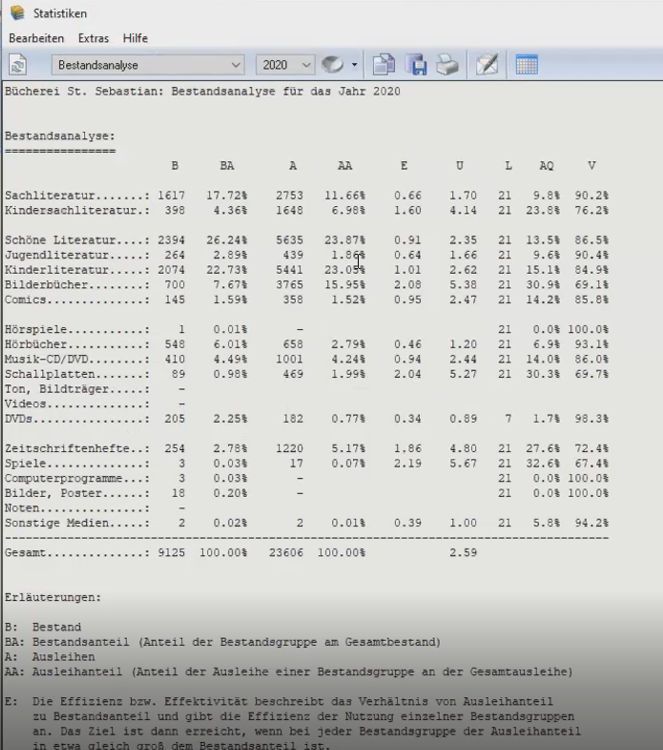 Statistiken
Bearbeiten Extras Hilfe
Bestandsanalyse 2020
Bücherei St. Sebastian: Bestandsanalyse für das Jahr 2020
Bestandsanalyse:
================
B BA A AA E U L AQ V
Sachliteratur.......: 1617 17.72% 2753 11.66% 0.66 1.70 21 9.8% 90.2%
Kindersachliteratur.: 398 4.36% 1648 6.98% 1.60 4.14 21 23.8% 76.2%
Schöne Literatur....: 2394 26.24% 5635 23.87% 0.91 2.35 21 13.5% 86.5%
Jugendliteratur.....: 264 2.89% 439 1.86% 0.64 1.66 21 9.6% 90.4%
Kinderliteratur.....: 2074 22.73% 5441 23.05% 1.01 2.62 21 15.1% 84.9%
Bilderbücher........: 700 7.67% 3765 15.95% 2.08 5.38 21 30.9% 69.1%
Comics..............: 145 1.59% 358 1.52% 0.95 2.47 21 14.2% 85.8%
Hörspiele...........: 1 0.01% - 21 0.0% 100.0%
Hörbücher...........: 548 6.01% 658 2.79% 0.46 1.20 21 6.9% 93.1%
Musik-CD/DVD........: 410 4.49% 1001 4.24% 0.94 2.44 21 14.0% 86.0%
Schallplatten.......: 89 0.98% 469 1.99% 2.04 5.27 21 30.3% 69.7%
Ton, Bildträger.....: -
Videos..............: -
DVDs................: 205 2.25% 182 0.77% 0.34 0.89 7 1.7% 98.3%
Zeitschriftenhefte..: 254 2.78% 1220 5.17% 1.86 4.80 21 27.6% 72.4%
Spiele..............: 3 0.03% 17 0.07% 2.19 5.67 21 32.6% 67.4%
Computerprogramme...: 3 0.03% - 21 0.0% 100.0%
Bilder, Poster......: 18 0.20% - 21 0.0% 100.0%
Noten...............: -
Sonstige Medien.....: 2 0.02% 2 0.01% 0.39 1.00 21 5.8% 94.2%
Gesamt..............: 9125 100.00% 23606 100.00% 2.59
Erläuterungen:
B: Bestand
BA: Bestandsanteil (Anteil der Bestandsgruppe am Gesamtbestand)
A: Ausleihen
AA: Ausleihanteil (Anteil der Ausleihe einer Bestandsgruppe an der Gesamtausleihe)
E: Die Effizienz bzw. Effektivität beschreibt das Verhältnis von Ausleihanteil
zu Bestandsanteil und gibt die Effizienz der Nutzung einzelner Bestandsgruppen
an. Das Ziel ist dann erreicht, wenn bei jeder Bestandsgruppe der Ausleihanteil
in etwa gleich groß dem Bestandsanteil ist.